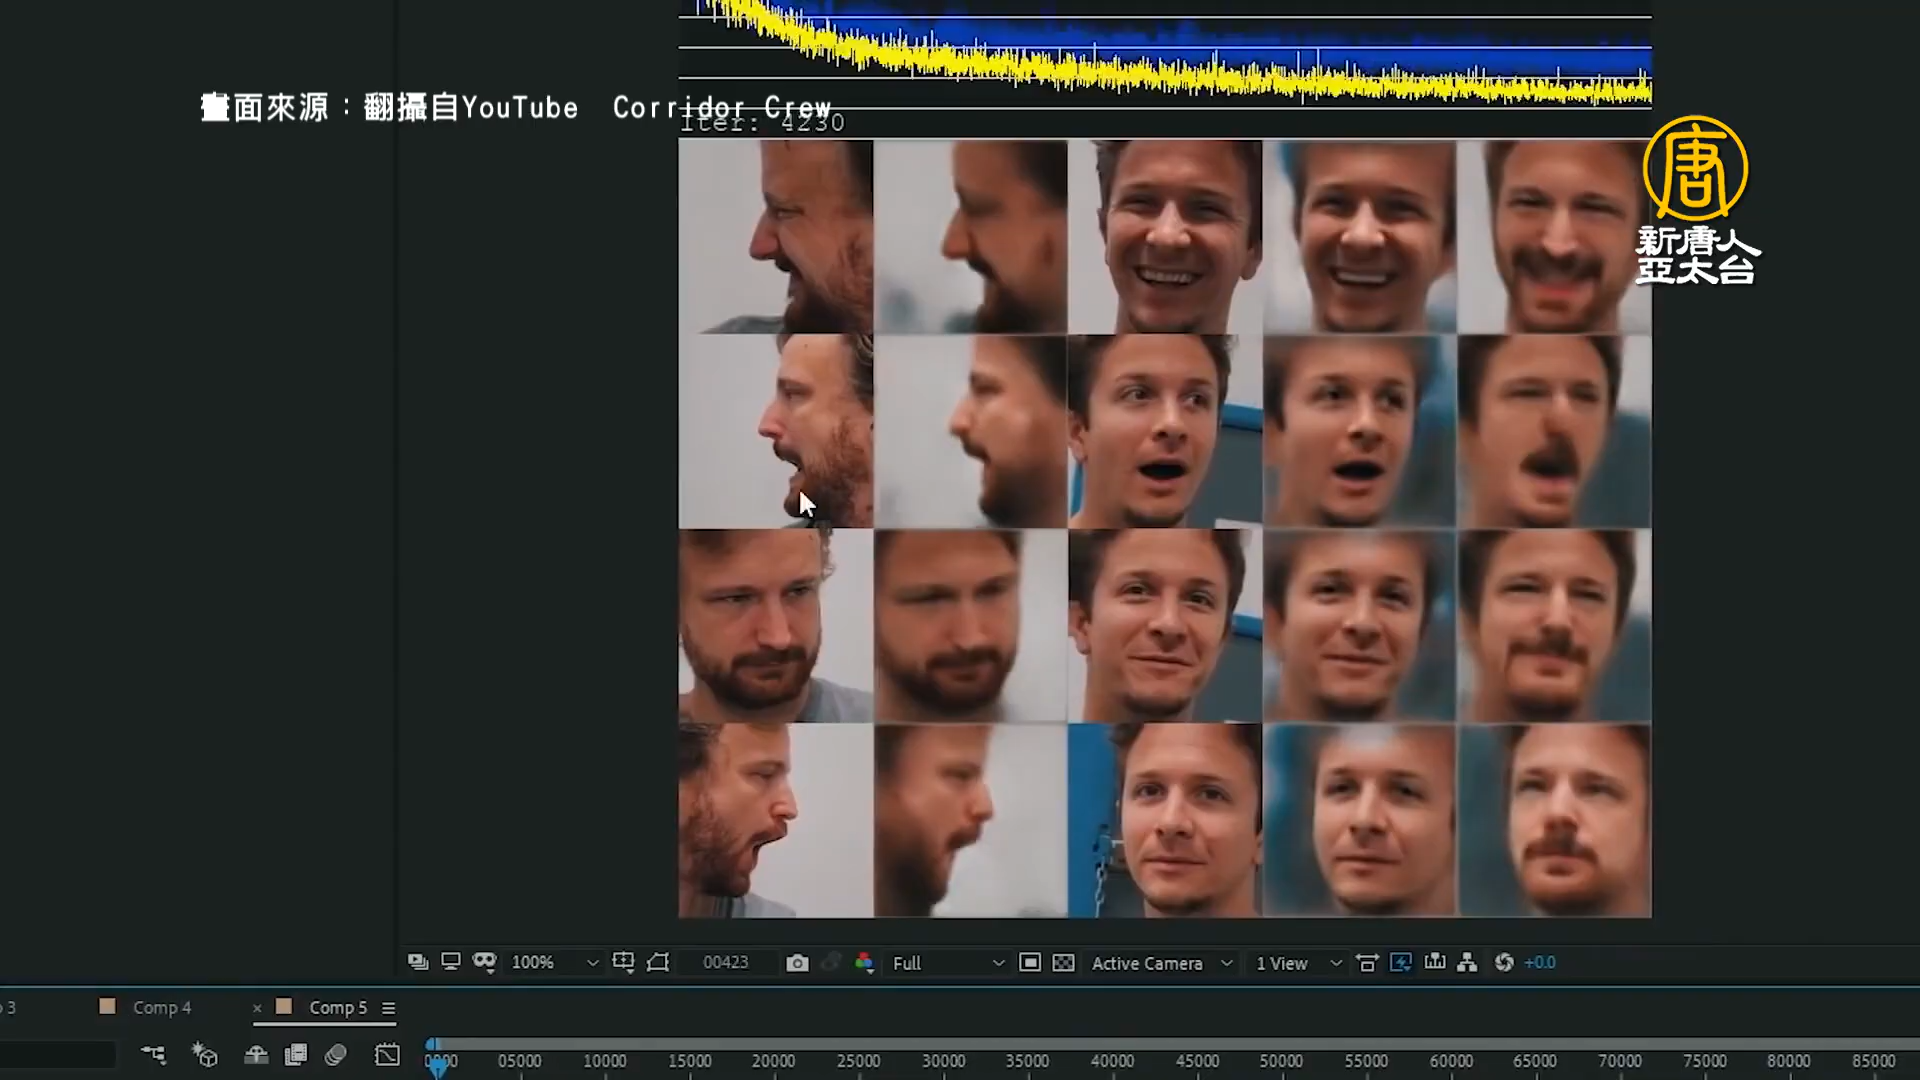 畫面來源：翻攝自YouTube Corridor Crew
Iter: 4230
唐
新唐人
亞太台
100%
00423
Full
Active Camera
1 View
+0.0
3
Comp 4
x
Comp 5
05000 10000 15000 20000 25000 30000 35000 40000 45000 50000 55000 60000 65000 70000 75000 80000 85000